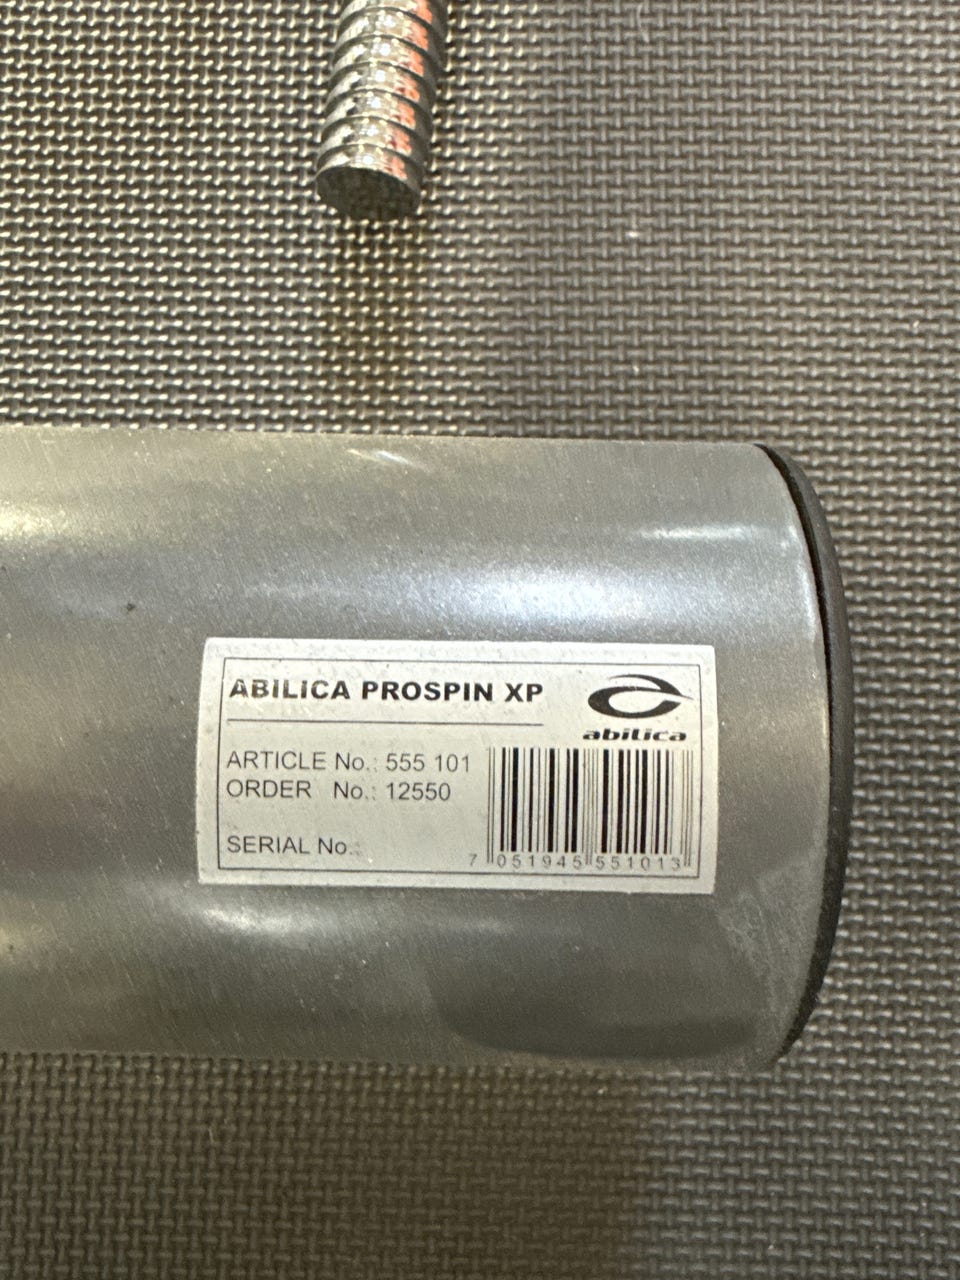 ABILICA PROSPIN XP
abilica
ARTICLE No.: 555 101
ORDER No.: 12550
SERIAL No.:
7 051945 551013